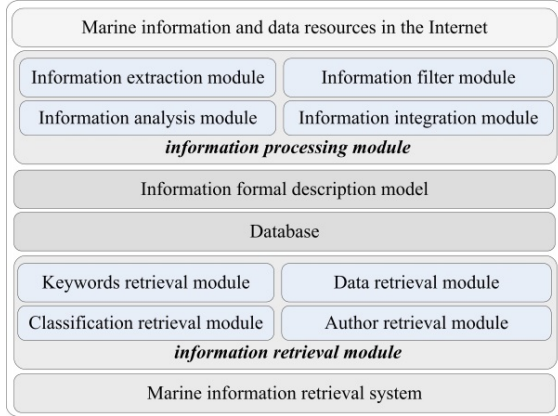 Marine information and data resources in the Internet
Information extraction module
Information filter module
Information analysis module
Information integration module
information processing module
Information formal description model
Database
Keywords retrieval module
Data retrieval module
Classification retrieval module
Author retrieval module
information retrieval module
Marine information retrieval system